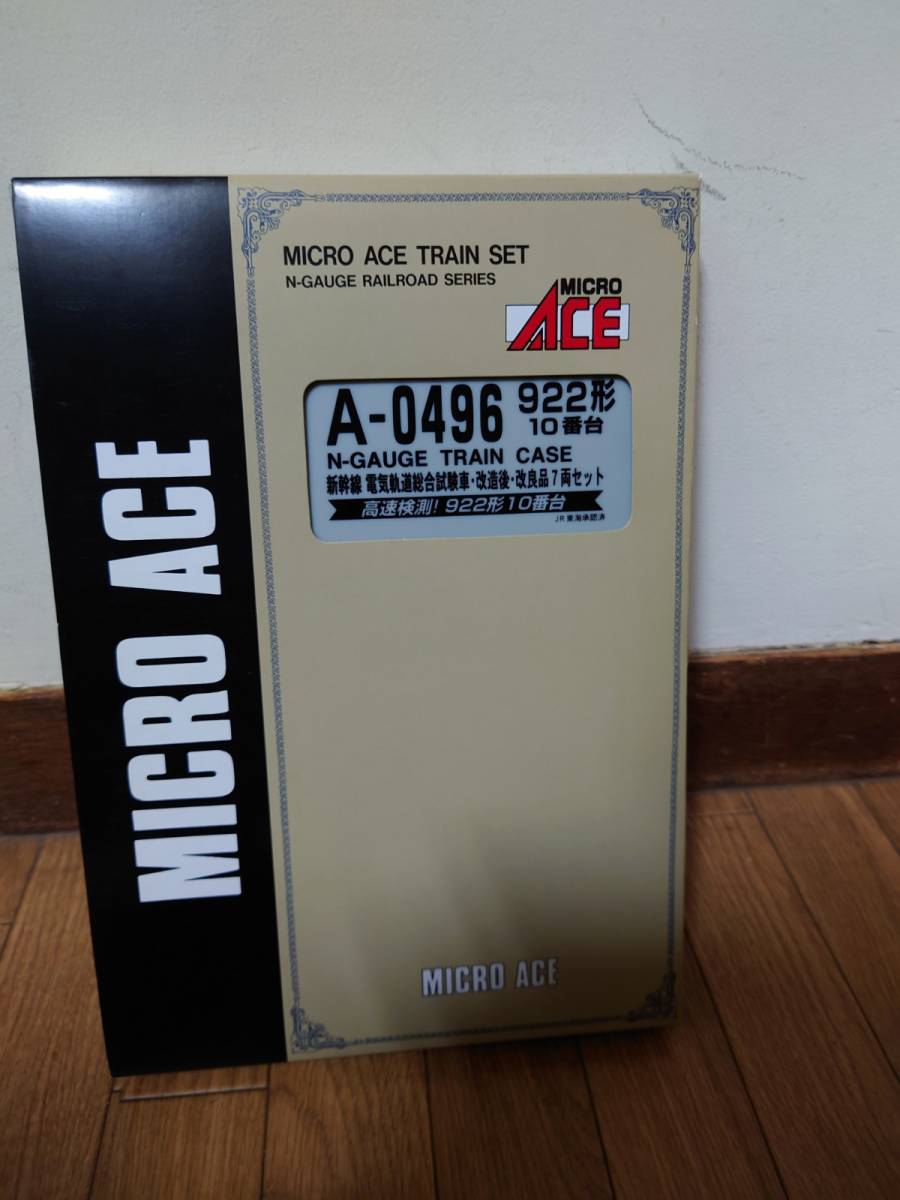 MICRO ACE
MICRO ACE TRAIN SET
N-GAUGE RAILROAD SERIES
MICRO
ACE
A-0496 922形
10番台
N-GAUGE TRAIN CASE
新幹線 電気軌道総合試験車・改造後・改良品7両セット
高速検測! 922形10番台
JR東海承認済
MICRO ACE